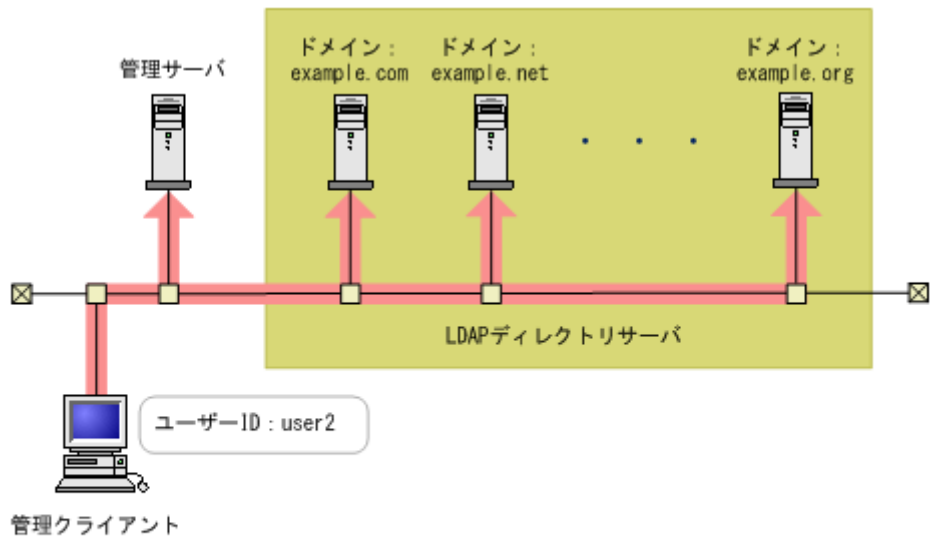 管理サーバ
ドメイン：
example.com
ドメイン：
example.net
ドメイン：
example.org
LDAPディレクトリサーバ
ユーザーID：user2
管理クライアント